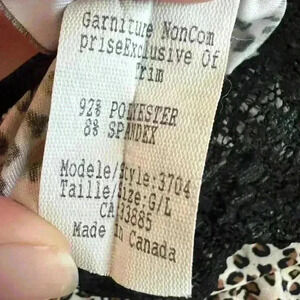 Garniture NonCom
priseExclusive Of
Trim
92% POLYESTER
8% SPANDEX
Modele/Style:3704
Taille/Size:G/L
CA 33885
Made in Canada